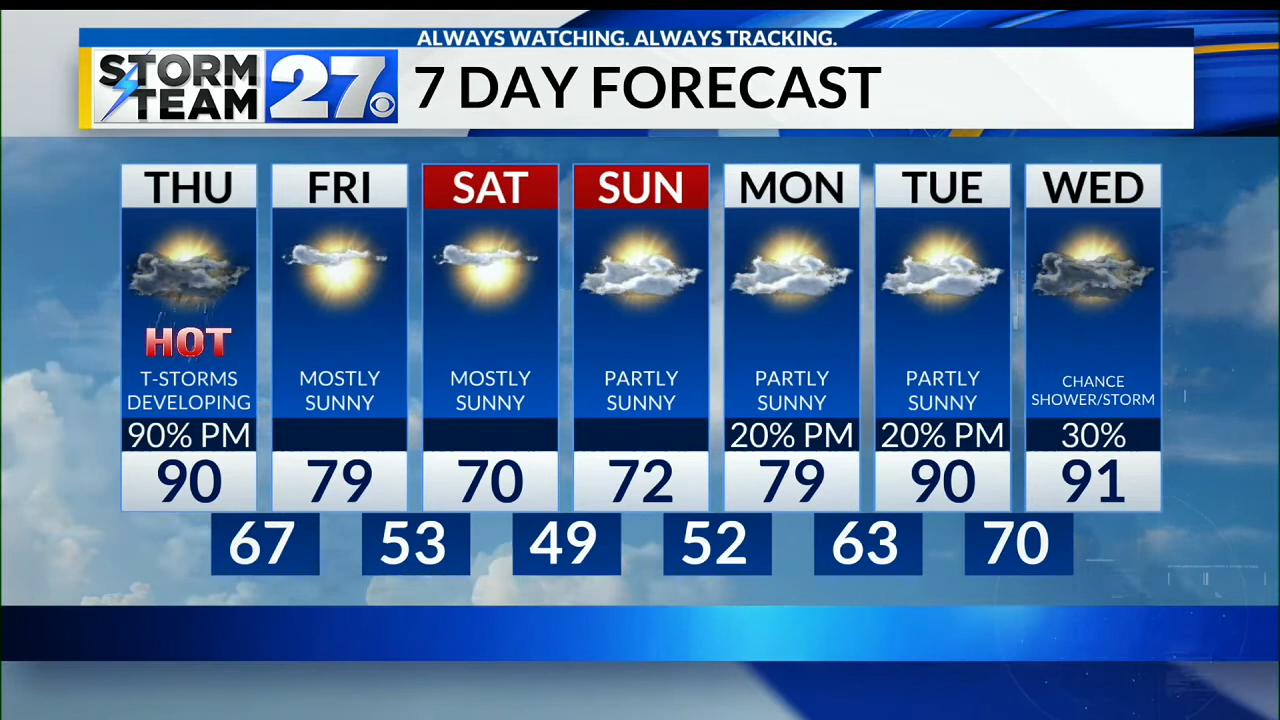 ALWAYS WATCHING. ALWAYS TRACKING.
STORM TEAM 27
7 DAY FORECAST
THU FRI SAT SUN MON TUE WED
HOT
T-STORMS DEVELOPING
MOSTLY SUNNY
MOSTLY SUNNY
PARTLY SUNNY
PARTLY SUNNY
PARTLY SUNNY
CHANCE SHOWER/STORM
90% PM 20% PM 20% PM 30%
90 79 70 72 79 90 91
67 53 49 52 63 70